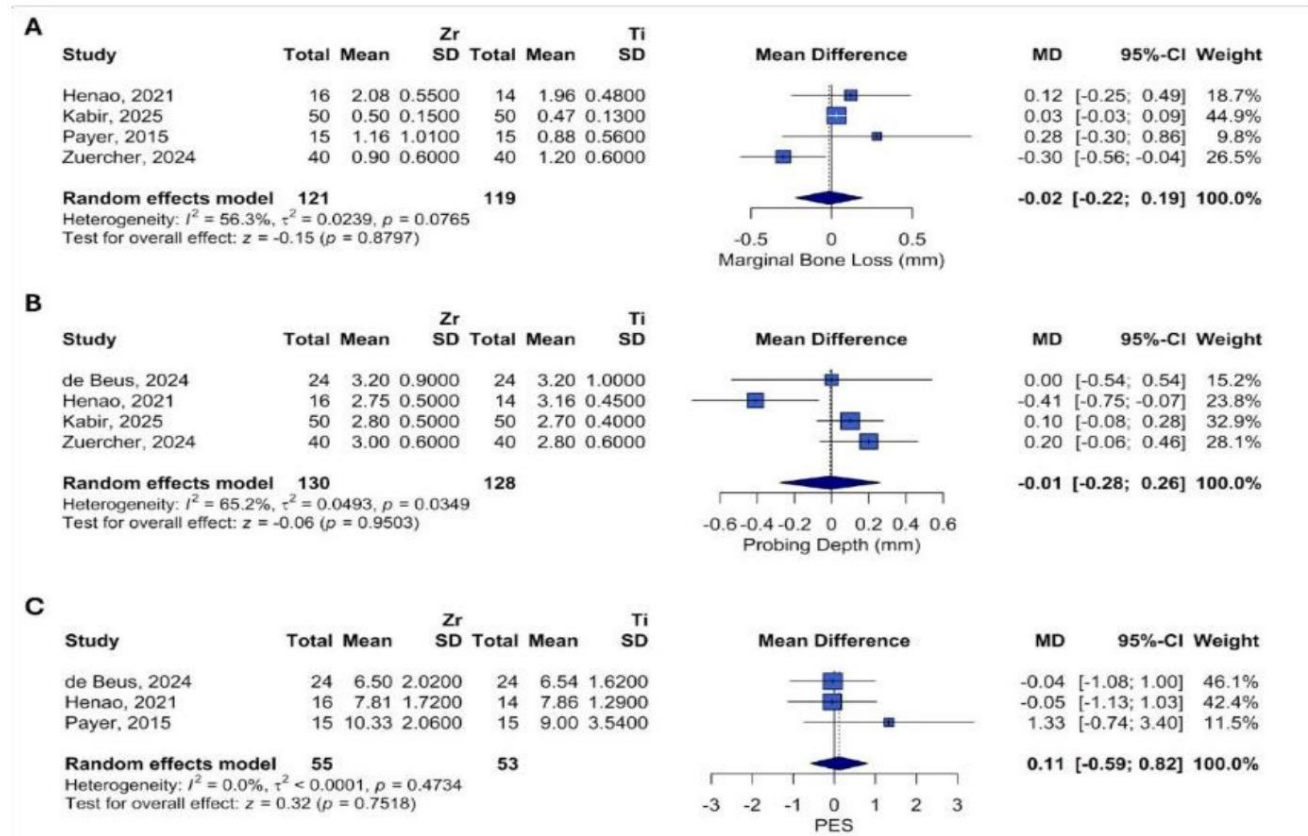 A
Zr Ti
Study Total Mean SD Total Mean SD Mean Difference MD 95%-CI Weight
Henao, 2021 16 2.08 0.5500 14 1.96 0.4800 0.12 [-0.25; 0.49] 18.7%
Kabir, 2025 50 0.50 0.1500 50 0.47 0.1300 0.03 [-0.03; 0.09] 44.9%
Payer, 2015 15 1.16 1.0100 15 0.88 0.5600 0.28 [-0.30; 0.86] 9.8%
Zuercher, 2024 40 0.90 0.6000 40 1.20 0.6000 -0.30 [-0.56; -0.04] 26.5%
Random effects model 121 119 -0.02 [-0.22; 0.19] 100.0%
Heterogeneity: I² = 56.3%, τ² = 0.0239, p = 0.0765
Test for overall effect: z = -0.15 (p = 0.8797)
-0.5 0 0.5
Marginal Bone Loss (mm)
B
Zr Ti
Study Total Mean SD Total Mean SD Mean Difference MD 95%-CI Weight
de Beus, 2024 24 3.20 0.9000 24 3.20 1.0000 0.00 [-0.54; 0.54] 15.2%
Henao, 2021 16 2.75 0.5000 14 3.16 0.4500 -0.41 [-0.75; -0.07] 23.8%
Kabir, 2025 50 2.80 0.5000 50 2.70 0.4000 0.10 [-0.08; 0.28] 32.9%
Zuercher, 2024 40 3.00 0.6000 40 2.80 0.6000 0.20 [-0.06; 0.46] 28.1%
Random effects model 130 128 -0.01 [-0.28; 0.26] 100.0%
Heterogeneity: I² = 65.2%, τ² = 0.0493, p = 0.0349
Test for overall effect: z = -0.06 (p = 0.9503)
-0.6 -0.4 -0.2 0 0.2 0.4 0.6
Probing Depth (mm)
C
Zr Ti
Study Total Mean SD Total Mean SD Mean Difference MD 95%-CI Weight
de Beus, 2024 24 6.50 2.0200 24 6.54 1.6200 -0.04 [-1.08; 1.00] 46.1%
Henao, 2021 16 7.81 1.7200 14 7.86 1.2900 -0.05 [-1.13; 1.03] 42.4%
Payer, 2015 15 10.33 2.0600 15 9.00 3.5400 1.33 [-0.74; 3.40] 11.5%
Random effects model 55 53 0.11 [-0.59; 0.82] 100.0%
Heterogeneity: I² = 0.0%, τ² < 0.0001, p = 0.4734
Test for overall effect: z = 0.32 (p = 0.7518)
-3 -2 -1 0 1 2 3
PES